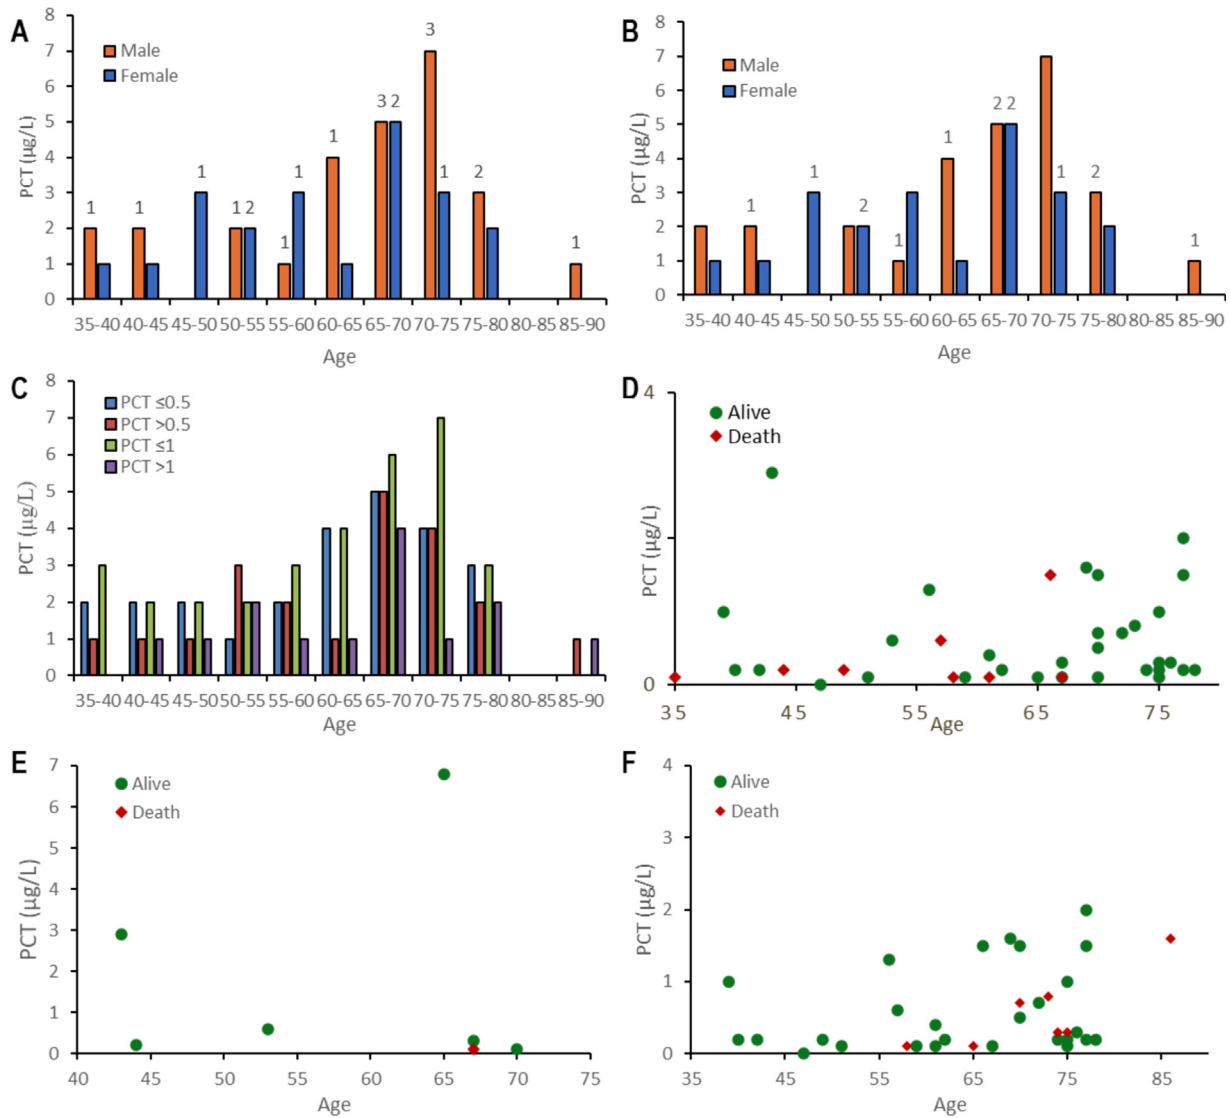 A
PCT (µg/L)
8
7
6
5
4
3
2
1
0
Male
Female
1
1
1
1 2
1
1
1
3 2
3
1
2
1
35-40 40-45 45-50 50-55 55-60 60-65 65-70 70-75 75-80 80-85 85-90
Age
B
PCT (µg/L)
8
7
6
5
4
3
2
1
0
Male
Female
1
1
2
1
1
2 2
1
2
1
35-40 40-45 45-50 50-55 55-60 60-65 65-70 70-75 75-80 80-85 85-90
Age
C
PCT (µg/L)
8
7
6
5
4
3
2
1
0
PCT ≤0.5
PCT >0.5
PCT ≤1
PCT >1
35-40 40-45 45-50 50-55 55-60 60-65 65-70 70-75 75-80 80-85 85-90
Age
D
PCT (µg/L)
4
0
Alive
Death
35 45 55 65 75
Age
E
PCT (µg/L)
7
6
5
4
3
2
1
0
Alive
Death
40 45 50 55 60 65 70 75
Age
F
PCT (µg/L)
4
3
2
1
0
Alive
Death
35 45 55 65 75 85
Age